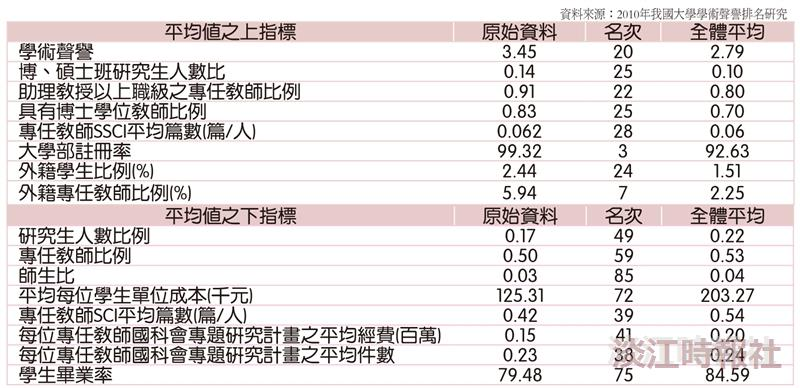 資料來源：2010年我國大學學術聲譽排名研究
平均值之上指標 原始資料 名次 全體平均
學術聲譽 3.45 20 2.79
博、碩士班研究生人數比 0.14 25 0.10
助理教授以上職級之專任教師比例 0.91 22 0.80
具有博士學位教師比例 0.83 25 0.70
專任教師SSCI平均篇數(篇/人) 0.062 28 0.06
大學部註冊率 99.32 3 92.63
外籍學生比例(%) 2.44 24 1.51
外籍專任教師比例(%) 5.94 7 2.25
平均值之下指標 原始資料 名次 全體平均
研究生人數比例 0.17 49 0.22
專任教師比例 0.50 59 0.53
師生比 0.03 85 0.04
平均每位學生單位成本(千元) 125.31 72 203.27
專任教師SCI平均篇數(篇/人) 0.42 39 0.54
每位專任教師國科會專題研究計畫之平均經費(百萬) 0.15 41 0.20
每位專任教師國科會專題研究計畫之平均件數 0.23 38 0.24
學生畢業率 79.48 75 84.59
淡江時報社